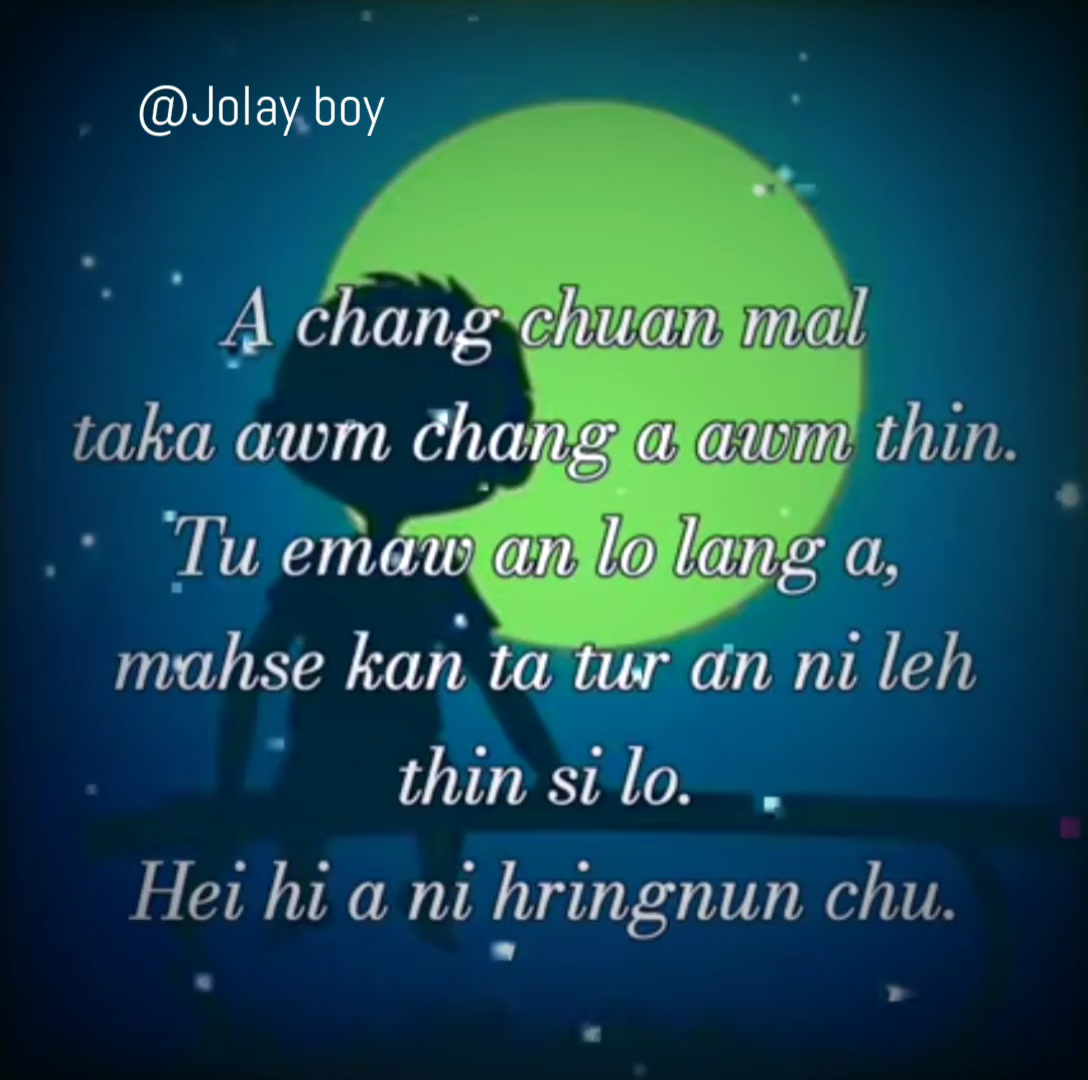 @Jolay boy
A chang chuan mal
taka awm chang a awm thin.
Tu emaw an lo lang a,
mahse kan ta tur an ni leh
thin si lo.
Hei hi a ni hringnun chu.